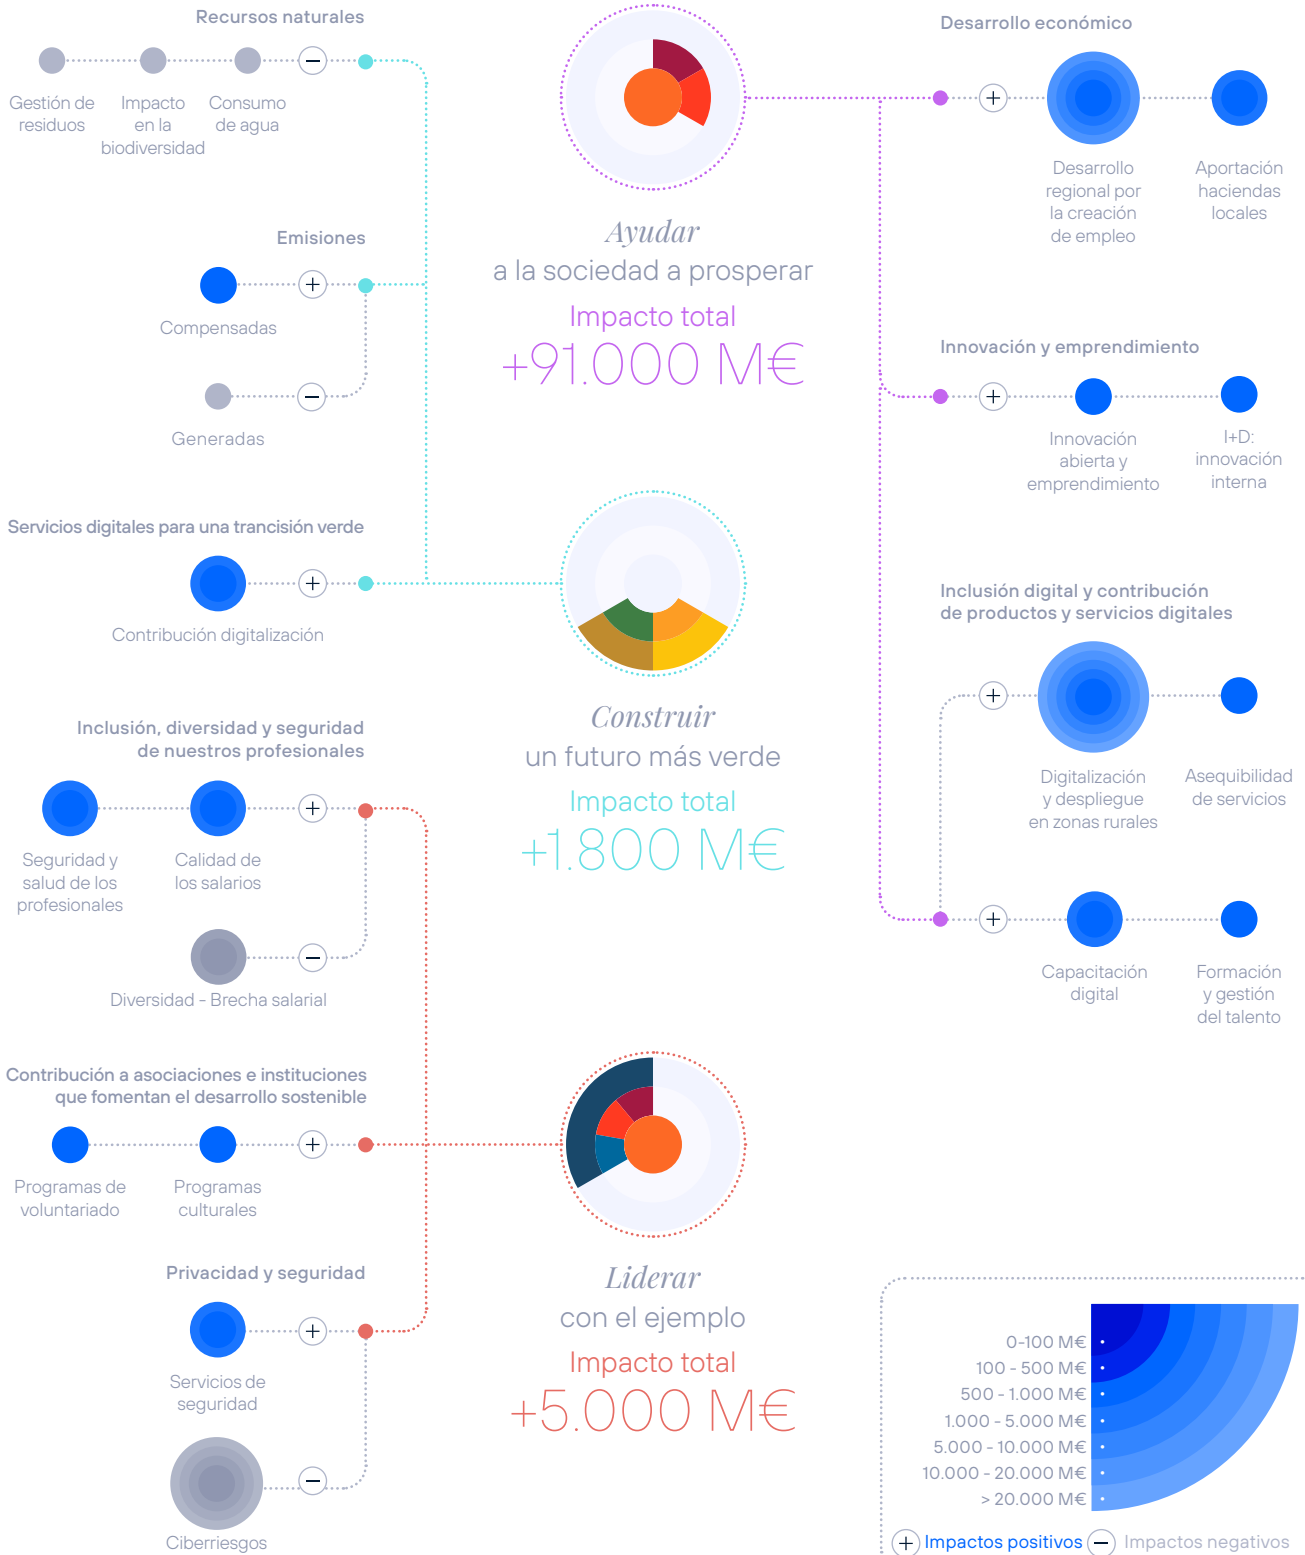 Recursos naturales
Gestión de
residuos
Impacto
en la
biodiversidad
Consumo
de agua
Emisiones
Compensadas
Generadas
Servicios digitales para una trancisión verde
Contribución digitalización
Inclusión, diversidad y seguridad
de nuestros profesionales
Seguridad y
salud de los
profesionales
Calidad de
los salarios
Diversidad - Brecha salarial
Contribución a asociaciones e instituciones
que fomentan el desarrollo sostenible
Programas de
voluntariado
Programas
culturales
Privacidad y seguridad
Servicios de
seguridad
Ciberriesgos
Ayudar
a la sociedad a prosperar
Impacto total
+91.000 M€
Construir
un futuro más verde
Impacto total
+1.800 M€
Liderar
con el ejemplo
Impacto total
+5.000 M€
Desarrollo económico
Desarrollo
regional por
la creación
de empleo
Aportación
haciendas
locales
Innovación y emprendimiento
Innovación
abierta y
emprendimiento
I+D:
innovación
interna
Inclusión digital y contribución
de productos y servicios digitales
Digitalización
y despliegue
en zonas rurales
Asequibilidad
de servicios
Capacitación
digital
Formación
y gestión
del talento
0-100 M€
100 - 500 M€
500 - 1.000 M€
1.000 - 5.000 M€
5.000 - 10.000 M€
10.000 - 20.000 M€
> 20.000 M€
Impactos positivos
Impactos negativos